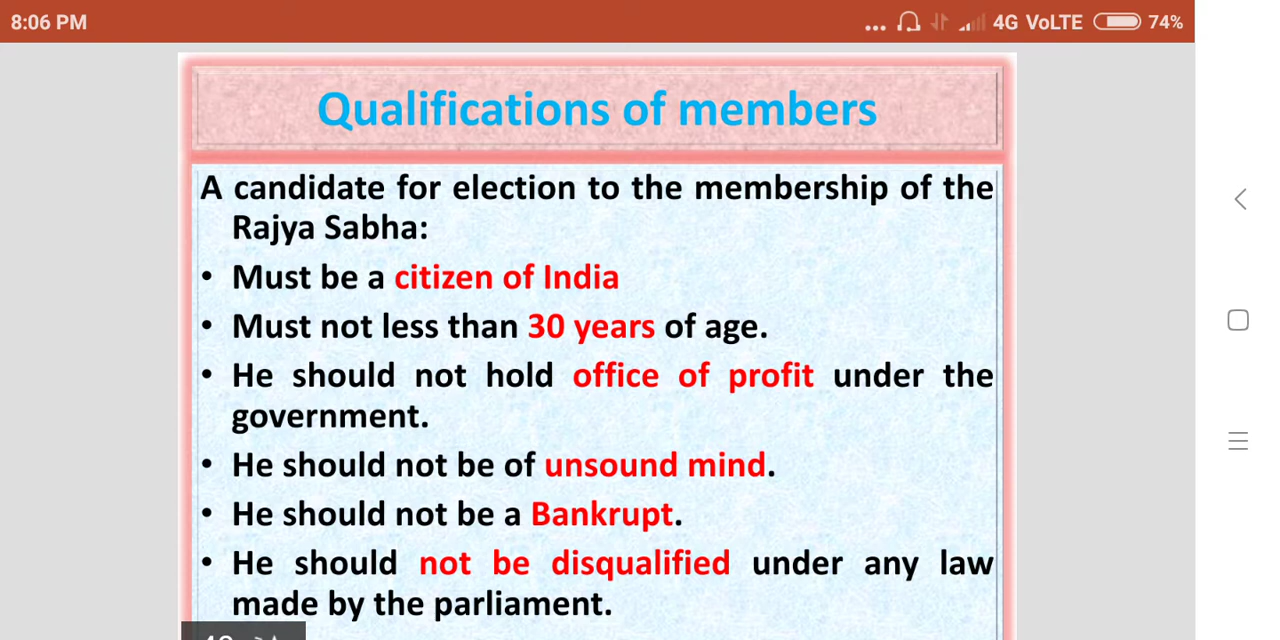 8:06 PM
4G VoLTE 74%
Qualifications of members
A candidate for election to the membership of the
Rajya Sabha:
• Must be a citizen of India
• Must not less than 30 years of age.
• He should not hold office of profit under the
government.
• He should not be of unsound mind.
• He should not be a Bankrupt.
• He should not be disqualified under any law
made by the parliament.